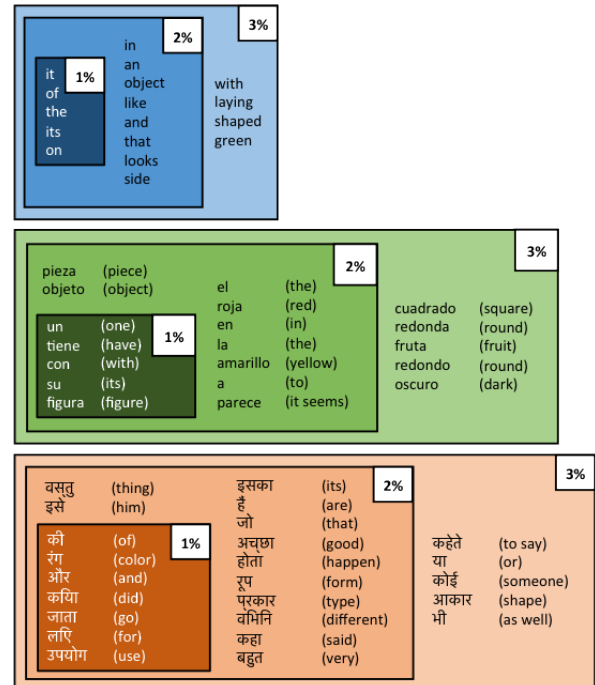 3%
2%
1%
it
of
the
its
on
in
an
object
like
and
that
looks
side
with
laying
shaped
green
3%
2%
pieza (piece)
objeto (object)
1%
un (one)
tiene (have)
con (with)
su (its)
figura (figure)
el (the)
roja (red)
en (in)
la (the)
amarillo (yellow)
a (to)
parece (it seems)
cuadrado (square)
redonda (round)
fruta (fruit)
redondo (round)
oscuro (dark)
3%
2%
वस्‌तु (thing)
इसे (him)
1%
की (of)
रंग (color)
और (and)
कयिा (did)
जाता (go)
लएि (for)
उपयोग (use)
इसका (its)
हैं (are)
जो (that)
अच्‌छा (good)
होता (happen)
रूप (form)
प्‌रकार (type)
वभिनि (different)
कहा (said)
बहुत (very)
कहेते (to say)
या (or)
कोई (someone)
आकार (shape)
भी (as well)